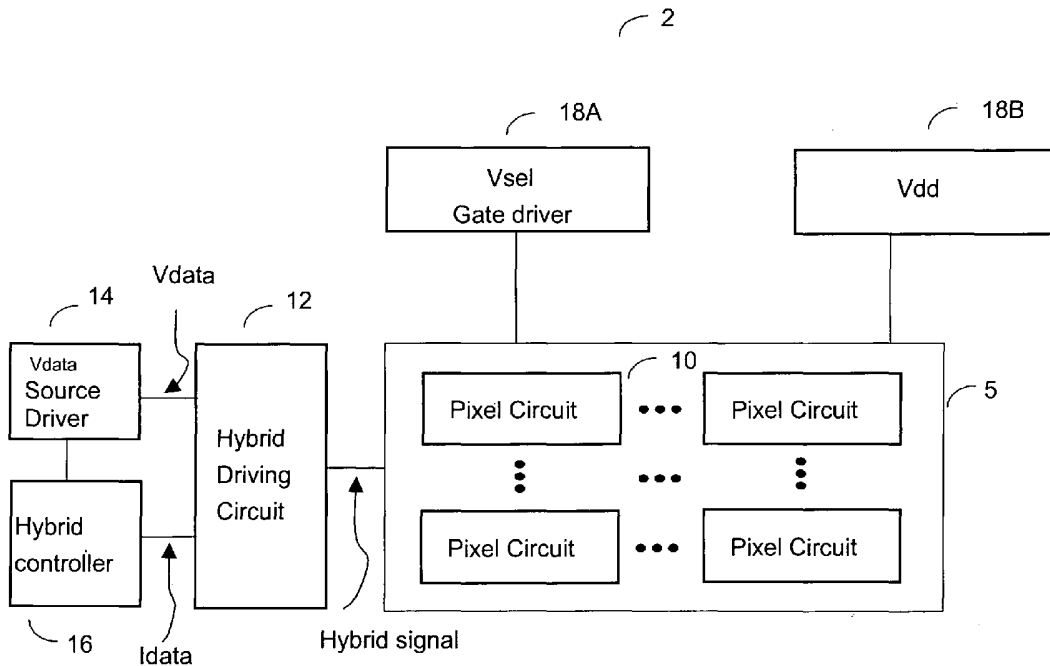 2
18A
18B
Vsel
Gate driver
Vdd
Vdata
14
12
Vdata
Source
Driver
Hybrid
Driving
Circuit
10
5
Pixel Circuit
Pixel Circuit
Hybrid
controller
Pixel Circuit
Pixel Circuit
16
Idata
Hybrid signal